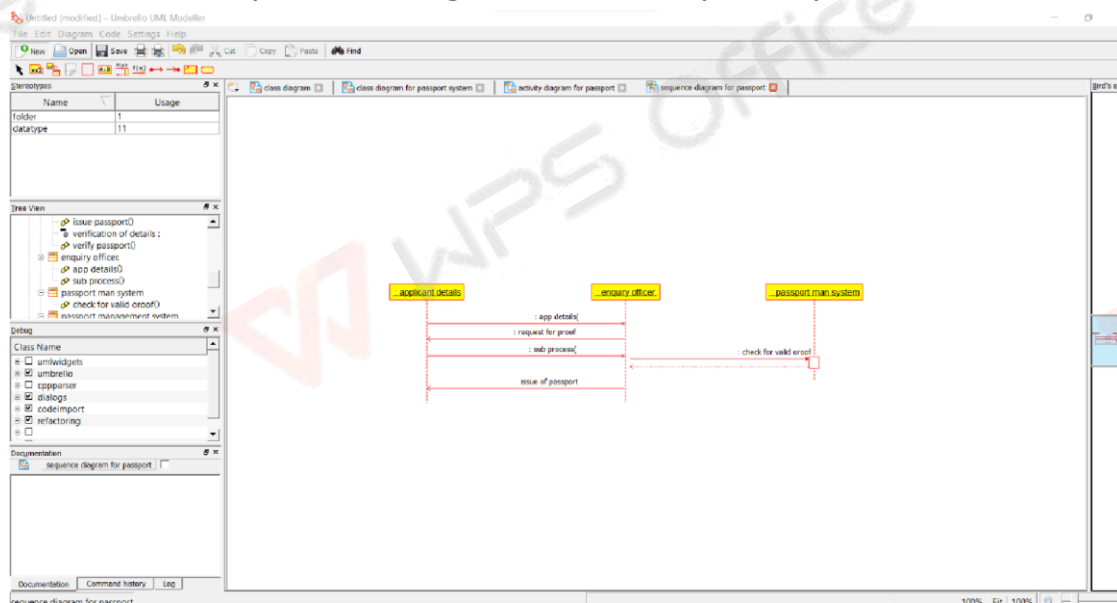 Untitled [modified] – Umbrello UML Modeller
File Edit Diagram Code Settings Help
New Open Save Cut Copy Paste Find
Stereotypes
Name Usage
folder 1
datatype 11
class diagram class diagram for passport system activity diagram for passport sequence diagram for passport
Bird's e
Tree View
issue passport()
verification of details :
verify passport()
enquiry officer.
app details()
sub process()
passport man system
check for valid oroof()
passport management system
Debug
Class Name
umlwidgets
umbrello
cppparser
dialogs
codeimport
refactoring
Documentation
sequence diagram for passport
Documentation Command history Log
sequence diagram for passport
: applicant details
: enquiry officer.
: passport man system
: app details(
: request for proof
: sub process(
: check for valid oroof
issue of passport
100% Fit 100%
WPS Office